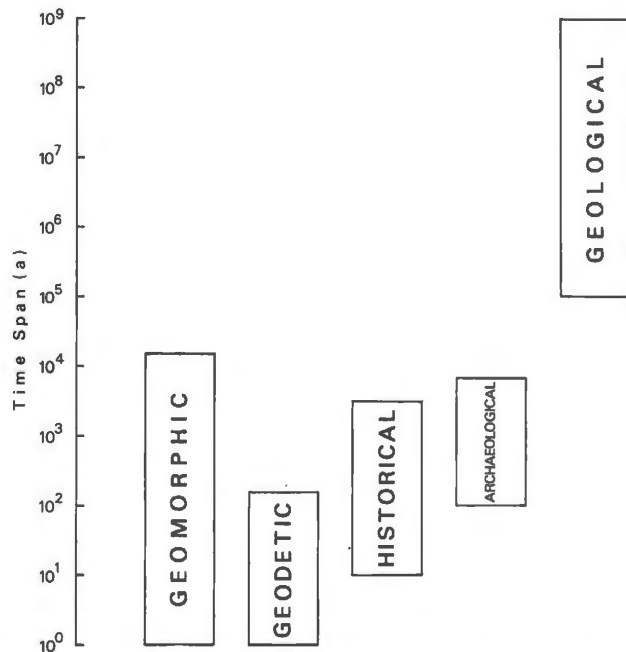 10⁹
10⁸
10⁷
10⁶
10⁵
10⁴
10³
10²
10¹
10⁰
Time Span (a)
GEOMORPHIC
GEODETIC
HISTORICAL
ARCHAEOLOGICAL
GEOLOGICAL